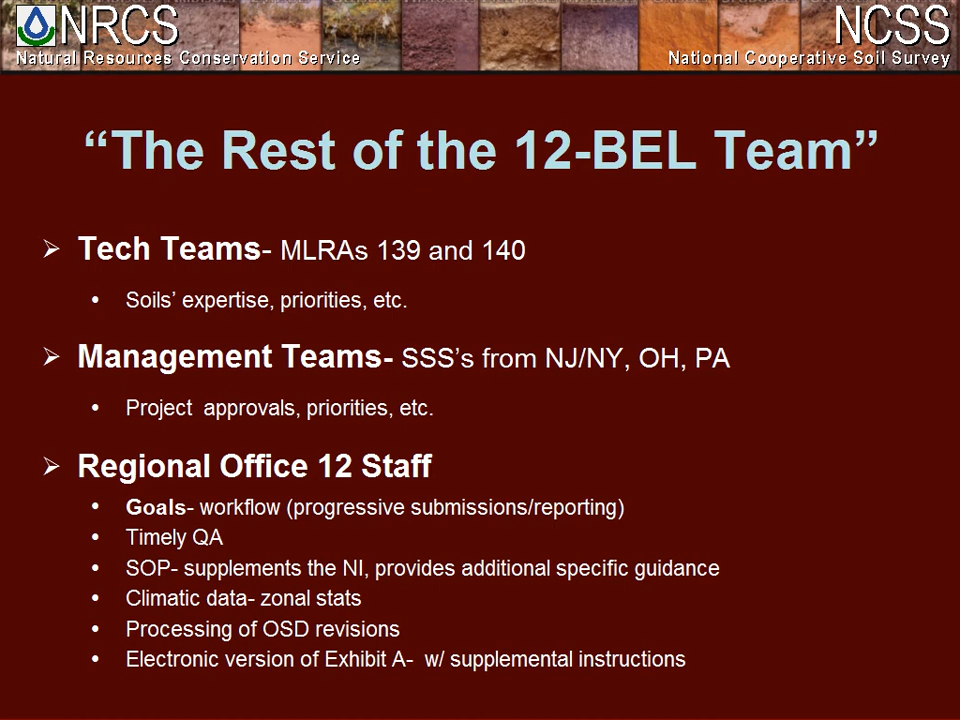 NRCS
Natural Resources Conservation Service
NCSS
National Cooperative Soil Survey
“The Rest of the 12-BEL Team”
➢ Tech Teams- MLRAs 139 and 140
• Soils’ expertise, priorities, etc.
➢ Management Teams- SSS’s from NJ/NY, OH, PA
• Project  approvals, priorities, etc.
➢ Regional Office 12 Staff
• Goals- workflow (progressive submissions/reporting)
• Timely QA
• SOP- supplements the NI, provides additional specific guidance
• Climatic data- zonal stats
• Processing of OSD revisions
• Electronic version of Exhibit A-  w/ supplemental instructions